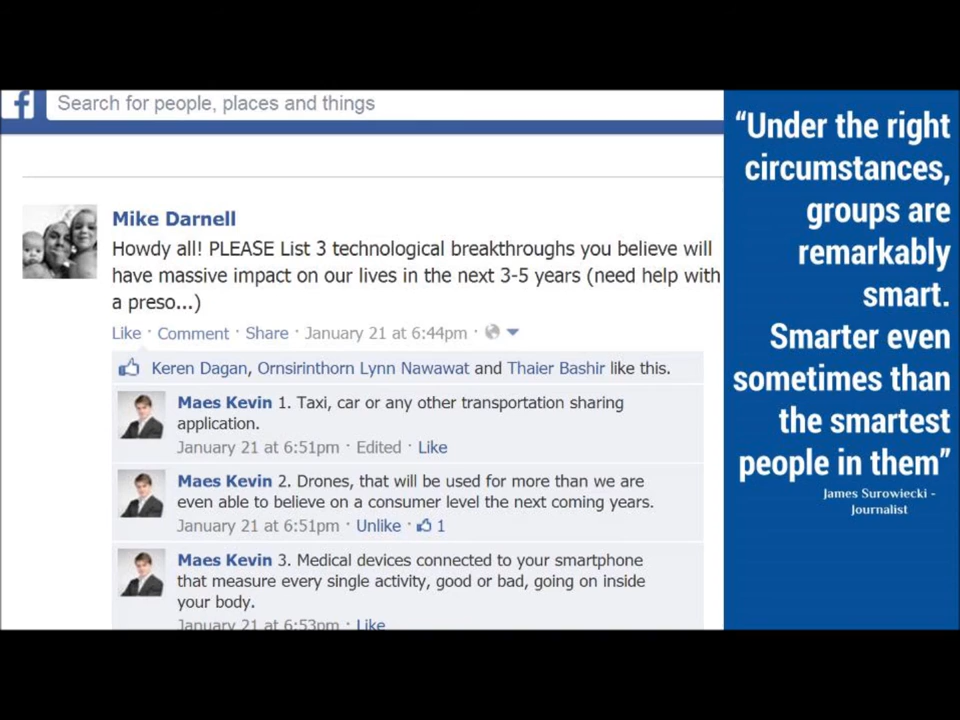 f
Search for people, places and things
Mike Darnell
Howdy all! PLEASE List 3 technological breakthroughs you believe will
have massive impact on our lives in the next 3-5 years (need help with
a preso...)
Like · Comment · Share · January 21 at 6:44pm ·
Keren Dagan, Ornsirinthorn Lynn Nawawat and Thaier Bashir like this.
Maes Kevin 1. Taxi, car or any other transportation sharing
application.
January 21 at 6:51pm · Edited · Like
Maes Kevin 2. Drones, that will be used for more than we are
even able to believe on a consumer level the next coming years.
January 21 at 6:51pm · Unlike · 1
Maes Kevin 3. Medical devices connected to your smartphone
that measure every single activity, good or bad, going on inside
your body.
January 21 at 6:53pm · Like
“Under the right
circumstances,
groups are
remarkably
smart.
Smarter even
sometimes than
the smartest
people in them”
James Surowiecki -
Journalist